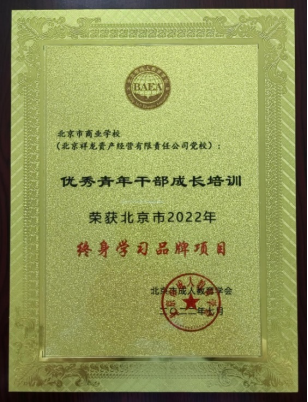 BAEA
北京市商业学校
（北京祥龙资产经营有限责任公司党校）：
优秀青年干部成长培训
荣获北京市2022年
终身学习品牌项目
北京市成人教育学会
二〇二二年七月